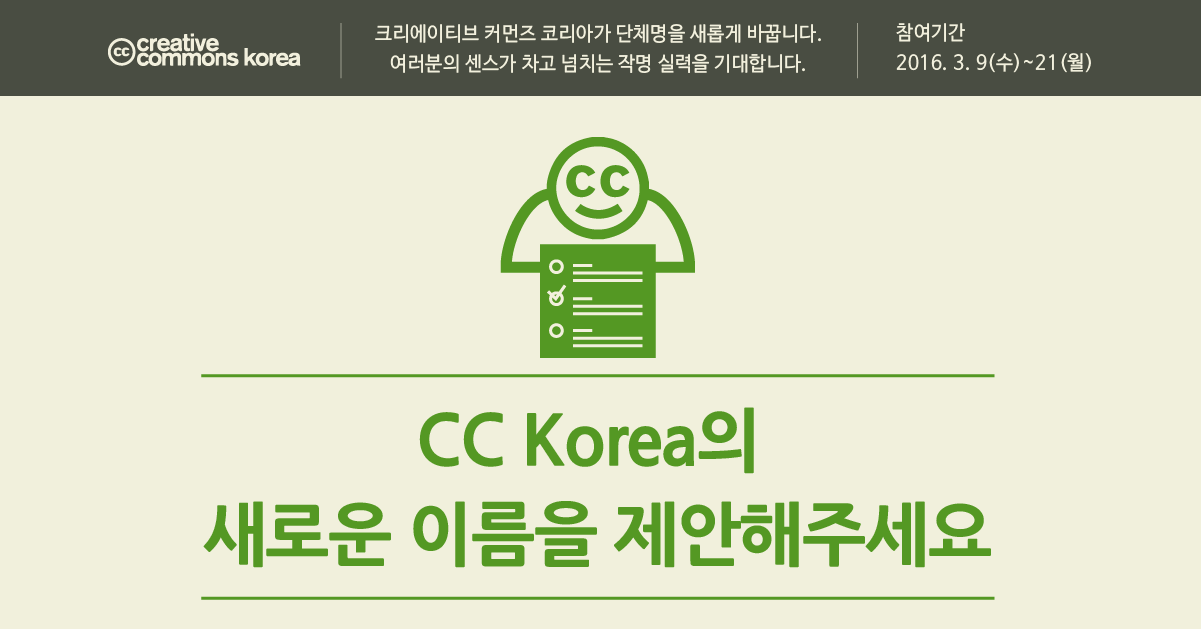 cc creative
commons korea
크리에이티브 커먼즈 코리아가 단체명을 새롭게 바꿉니다.
여러분의 센스가 차고 넘치는 작명 실력을 기대합니다.
참여기간
2016. 3. 9(수)~21(월)
cc
CC Korea의
새로운 이름을 제안해주세요